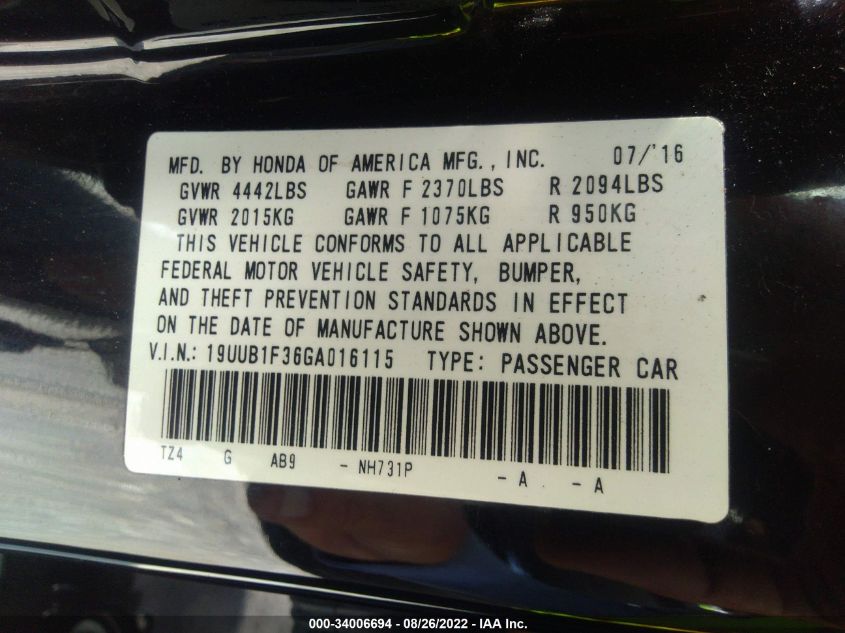 MFD. BY HONDA OF AMERICA MFG., INC. 07/'16
GVWR 4442LBS GAWR F 2370LBS R 2094LBS
GVWR 2015KG GAWR F 1075KG R 950KG
THIS VEHICLE CONFORMS TO ALL APPLICABLE
FEDERAL MOTOR VEHICLE SAFETY, BUMPER,
AND THEFT PREVENTION STANDARDS IN EFFECT
ON THE DATE OF MANUFACTURE SHOWN ABOVE.
V.I.N.: 19UUB1F36GA016115 TYPE: PASSENGER CAR
TZ4 G AB9 - NH731P - A - A
000-34006694 - 08/26/2022 - IAA Inc.